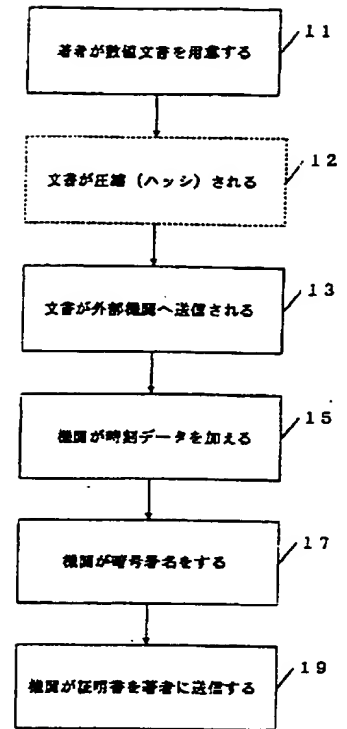 11
著者が数値文書を用意する
12
文書が圧縮（ハッシ）される
13
文書が外部機関へ送信される
15
機関が時刻データを加える
17
機関が暗号署名をする
19
機関が証明書を著者に送信する